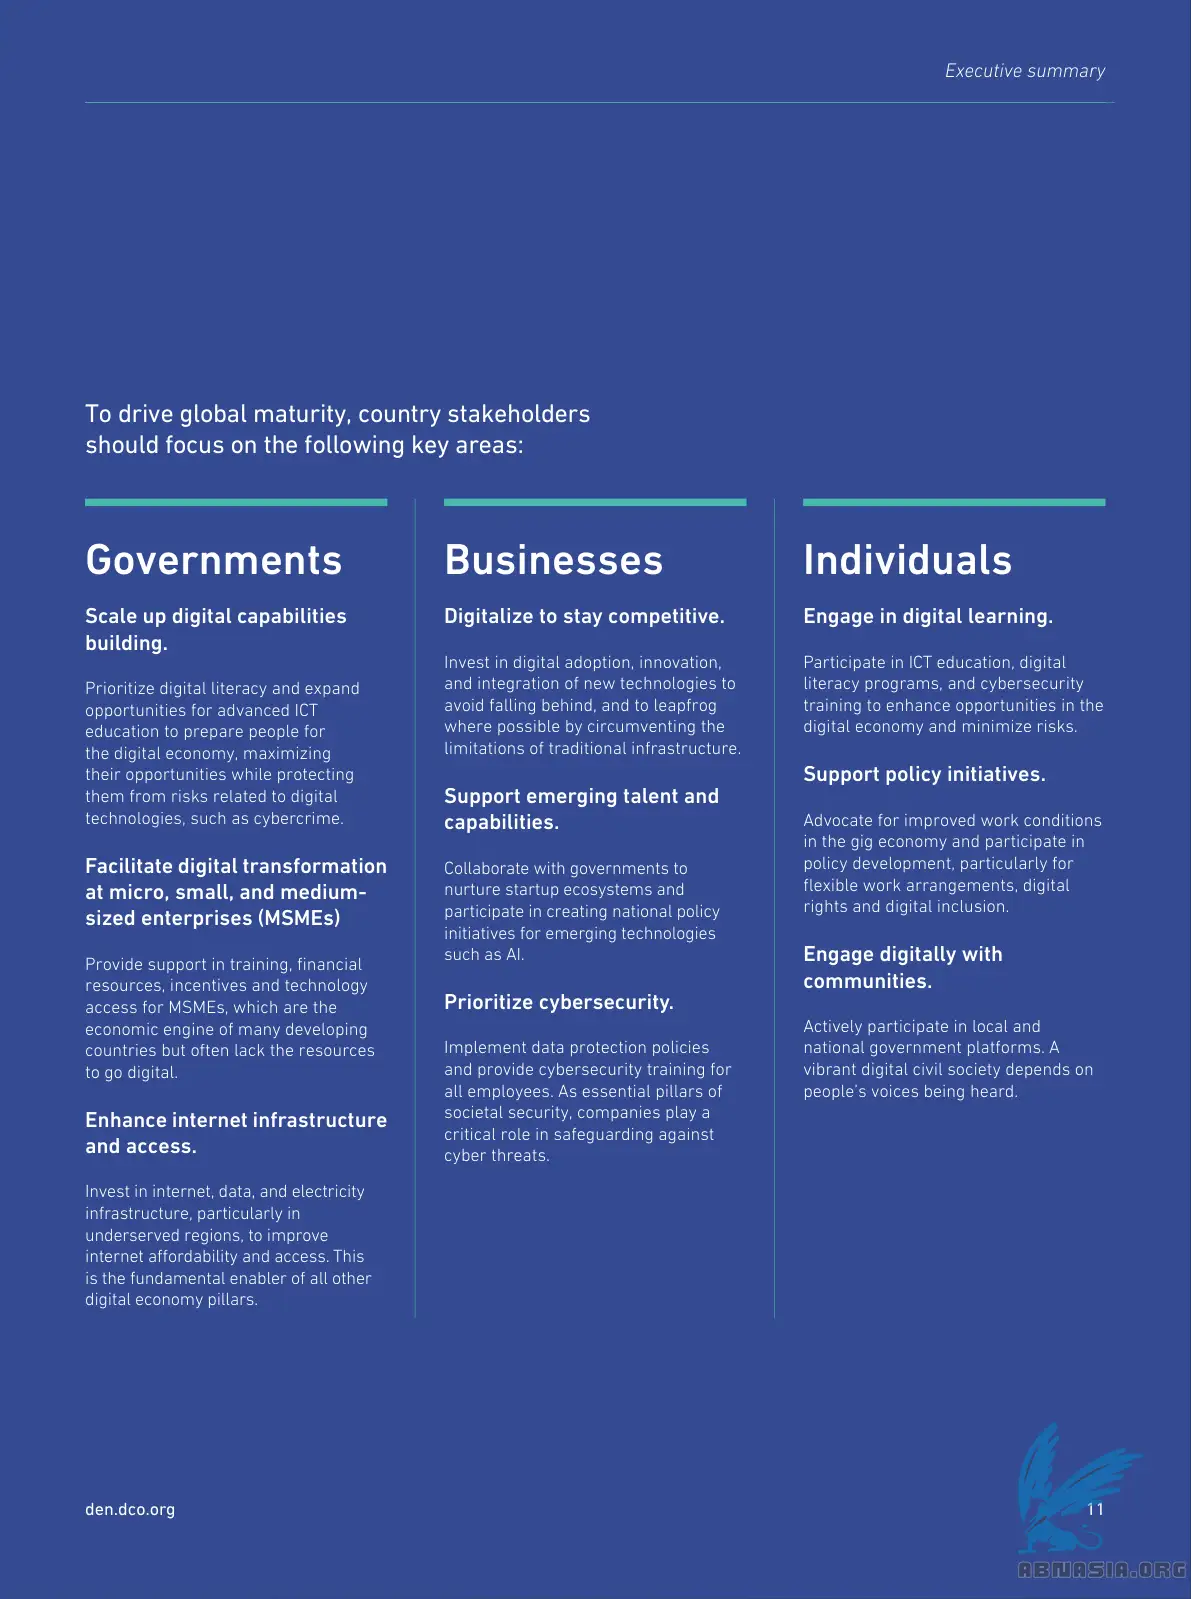 Executive summary
To drive global maturity, country stakeholders
should focus on the following key areas:
Governments
Scale up digital capabilities
building.
Prioritize digital literacy and expand
opportunities for advanced ICT
education to prepare people for
the digital economy, maximizing
their opportunities while protecting
them from risks related to digital
technologies, such as cybercrime.
Facilitate digital transformation
at micro, small, and medium-
sized enterprises (MSMEs)
Provide support in training, financial
resources, incentives and technology
access for MSMEs, which are the
economic engine of many developing
countries but often lack the resources
to go digital.
Enhance internet infrastructure
and access.
Invest in internet, data, and electricity
infrastructure, particularly in
underserved regions, to improve
internet affordability and access. This
is the fundamental enabler of all other
digital economy pillars.
Businesses
Digitalize to stay competitive.
Invest in digital adoption, innovation,
and integration of new technologies to
avoid falling behind, and to leapfrog
where possible by circumventing the
limitations of traditional infrastructure.
Support emerging talent and
capabilities.
Collaborate with governments to
nurture startup ecosystems and
participate in creating national policy
initiatives for emerging technologies
such as AI.
Prioritize cybersecurity.
Implement data protection policies
and provide cybersecurity training for
all employees. As essential pillars of
societal security, companies play a
critical role in safeguarding against
cyber threats.
Individuals
Engage in digital learning.
Participate in ICT education, digital
literacy programs, and cybersecurity
training to enhance opportunities in the
digital economy and minimize risks.
Support policy initiatives.
Advocate for improved work conditions
in the gig economy and participate in
policy development, particularly for
flexible work arrangements, digital
rights and digital inclusion.
Engage digitally with
communities.
Actively participate in local and
national government platforms. A
vibrant digital civil society depends on
people's voices being heard.
den.dco.org
11
ABNASIA.ORG